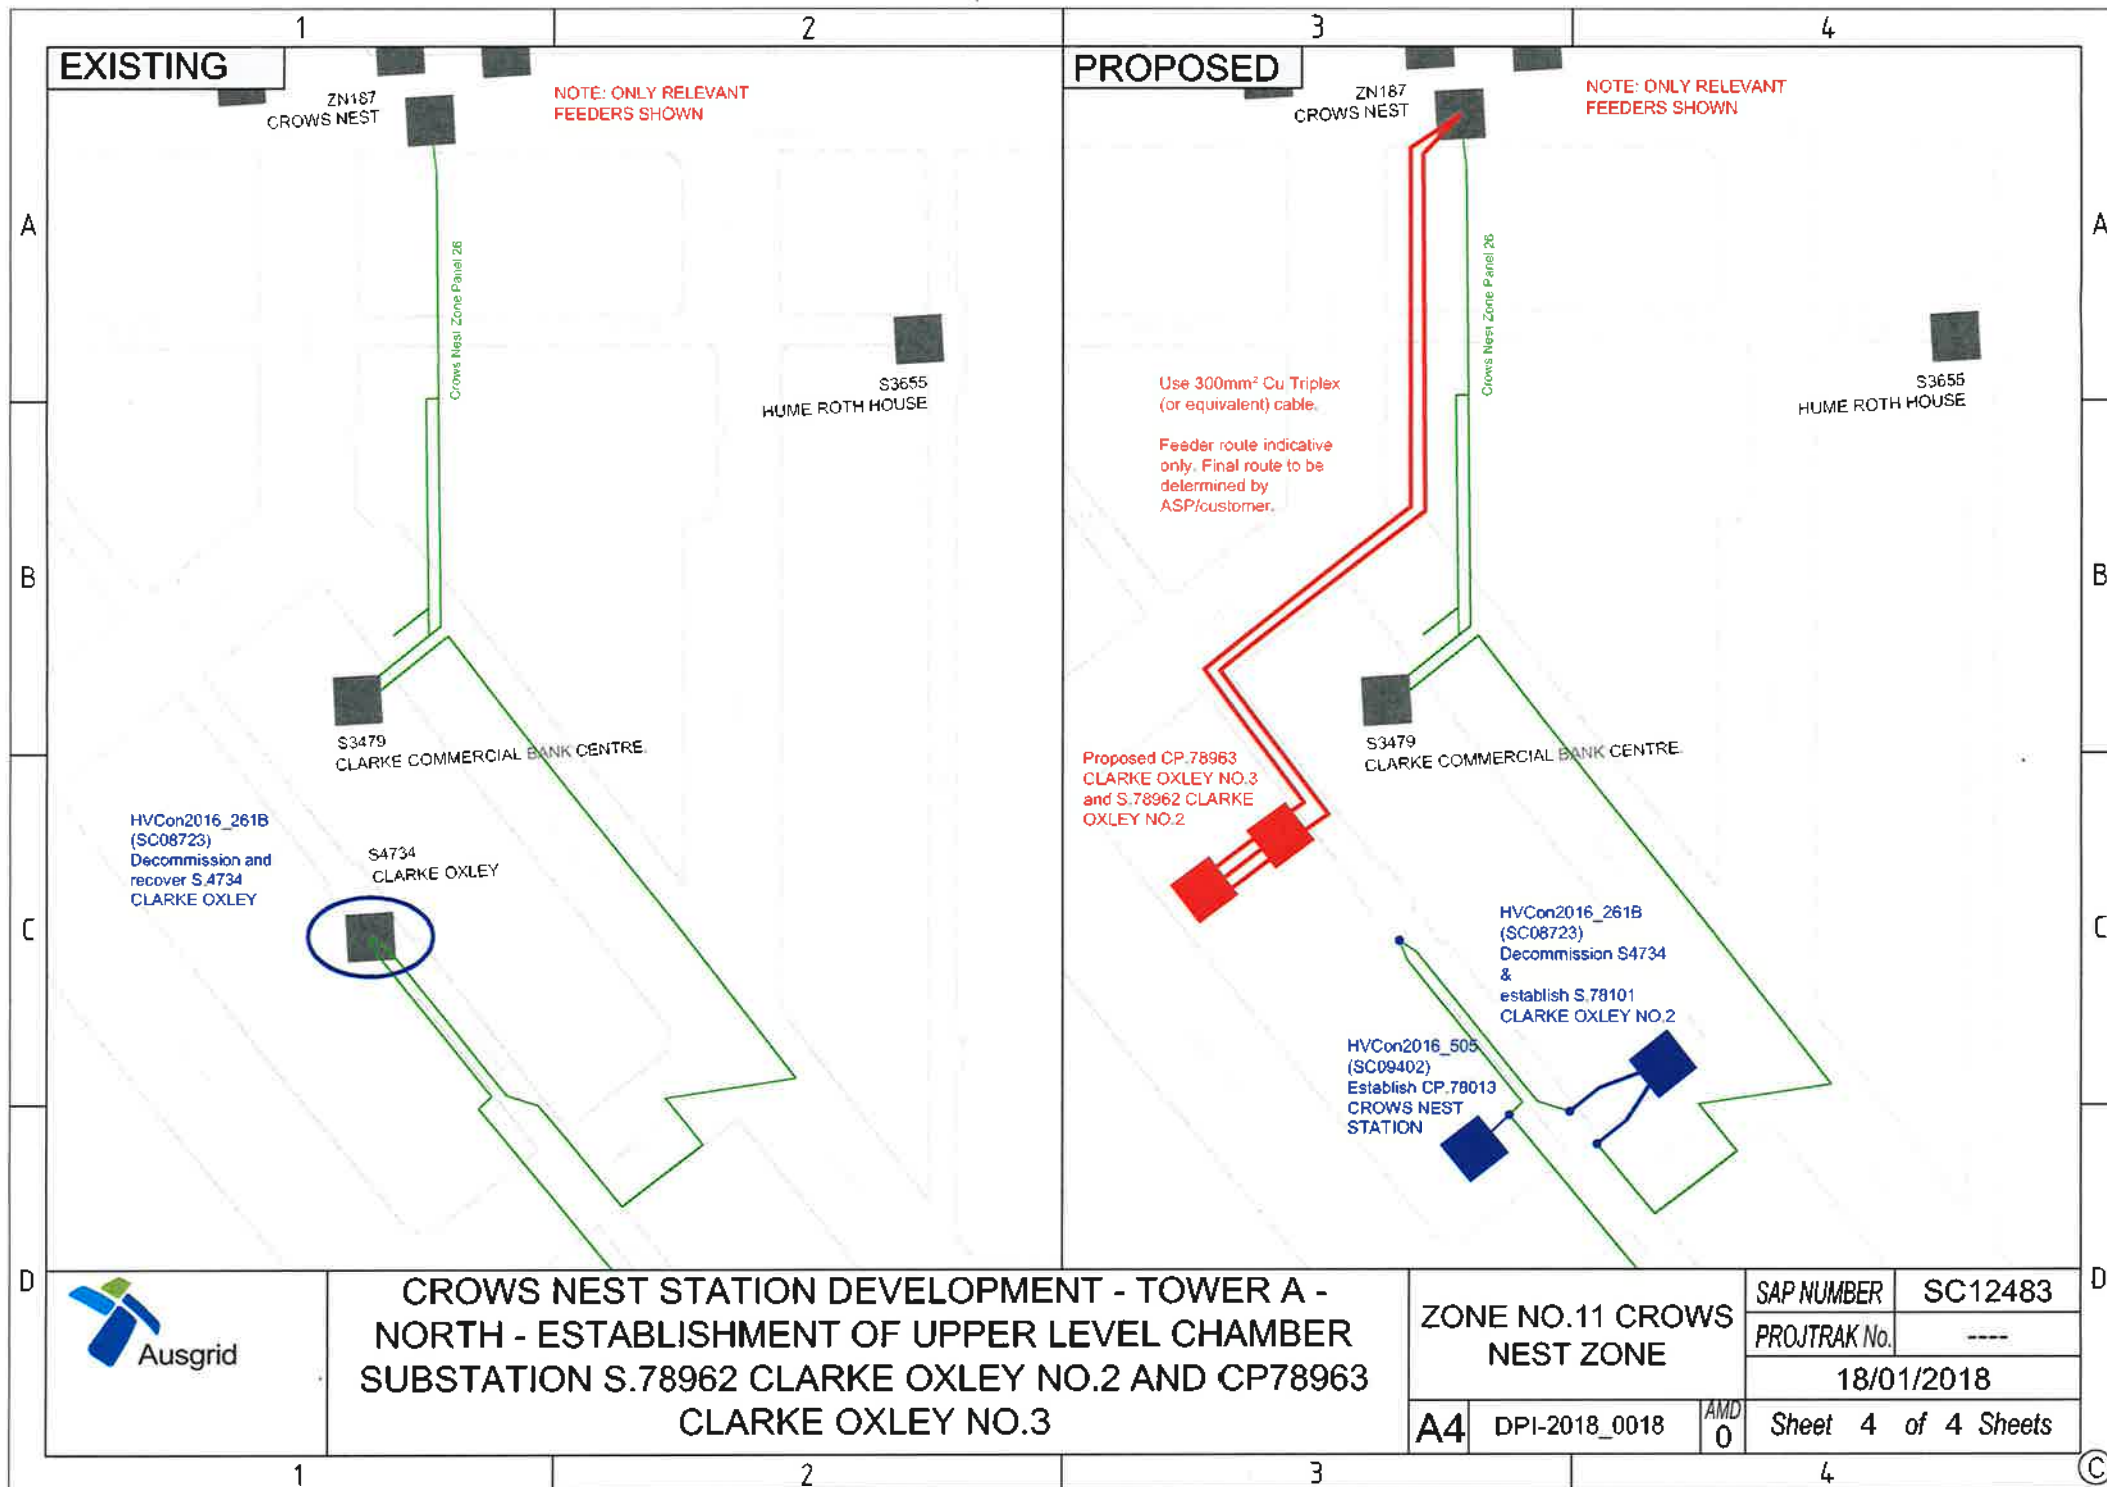 1
2
3
4
A
B
C
D
EXISTING
ZN187
CROWS NEST
NOTE: ONLY RELEVANT
FEEDERS SHOWN
Crows Nest Zone Panel 26
S3655
HUME ROTH HOUSE
S3479
CLARKE COMMERCIAL BANK CENTRE.
HVCon2016_261B
(SC08723)
Decommission and
recover S.4734
CLARKE OXLEY
S4734
CLARKE OXLEY
PROPOSED
ZN187
CROWS NEST
NOTE: ONLY RELEVANT
FEEDERS SHOWN
Crows Nest Zone Panel 26
S3655
HUME ROTH HOUSE
Use 300mm² Cu Triplex
(or equivalent) cable.
Feeder route indicative
only. Final route to be
determined by
ASP/customer.
S3479
CLARKE COMMERCIAL BANK CENTRE.
Proposed CP.78963
CLARKE OXLEY NO.3
and S.78962 CLARKE
OXLEY NO.2
HVCon2016_261B
(SC08723)
Decommission S4734
&
establish S.78101
CLARKE OXLEY NO.2
HVCon2016_505
(SC09402)
Establish CP.78013
CROWS NEST
STATION
A
B
C
D
Ausgrid
CROWS NEST STATION DEVELOPMENT - TOWER A -
NORTH - ESTABLISHMENT OF UPPER LEVEL CHAMBER
SUBSTATION S.78962 CLARKE OXLEY NO.2 AND CP78963
CLARKE OXLEY NO.3
ZONE NO.11 CROWS
NEST ZONE
SAP NUMBER SC12483
PROJTRAK No. ----
18/01/2018
A4 DPI-2018_0018 AMD 0
Sheet 4 of 4 Sheets
1
2
3
4
©